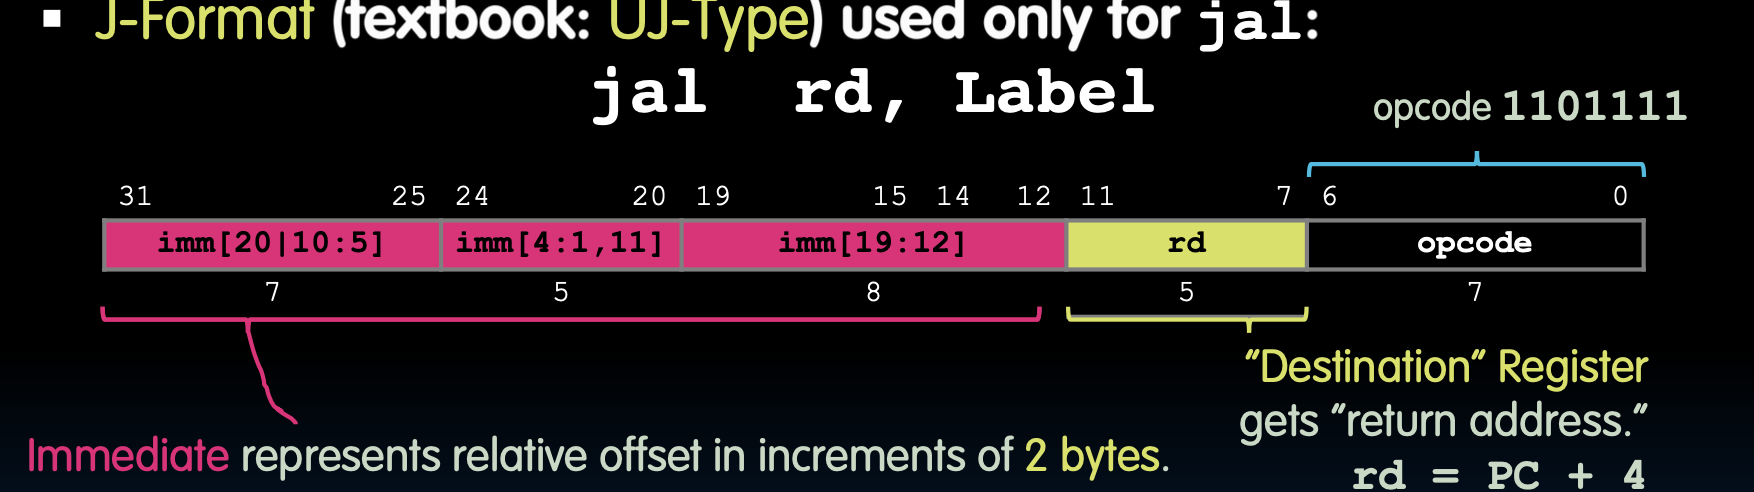 ▪ J-Format (textbook: UJ-Type) used only for jal:
jal rd, Label
opcode 1101111
31 25 24 20 19 15 14 12 11 7 6 0
imm[20|10:5] imm[4:1,11] imm[19:12] rd opcode
7 5 8 5 7
"Destination" Register
gets "return address."
Immediate represents relative offset in increments of 2 bytes.
rd = PC + 4